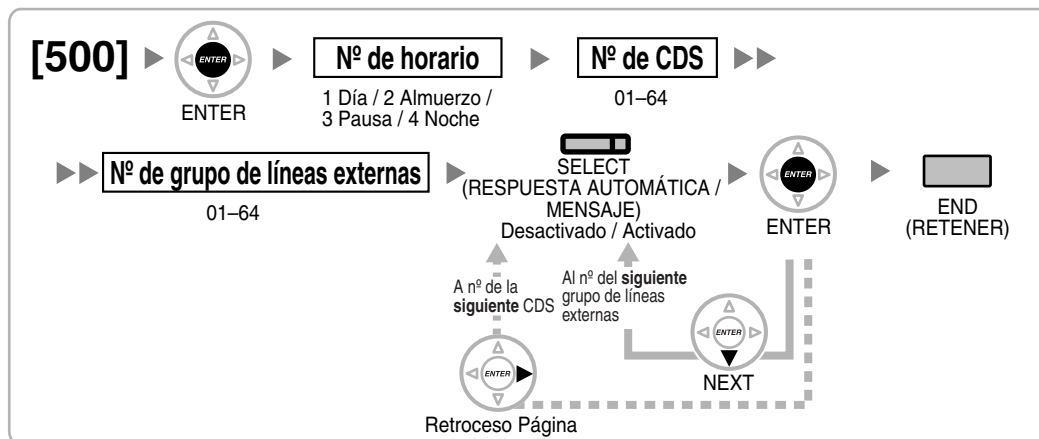 [500]
ENTER
ENTER
Nº de horario
1 Día / 2 Almuerzo /
3 Pausa / 4 Noche
Nº de CDS
01–64
Nº de grupo de líneas externas
01–64
SELECT
(RESPUESTA AUTOMÁTICA /
MENSAJE)
Desactivado / Activado
ENTER
ENTER
END
(RETENER)
A nº de la
siguiente CDS
Al nº del siguiente
grupo de líneas
externas
ENTER
NEXT
ENTER
Retroceso Página